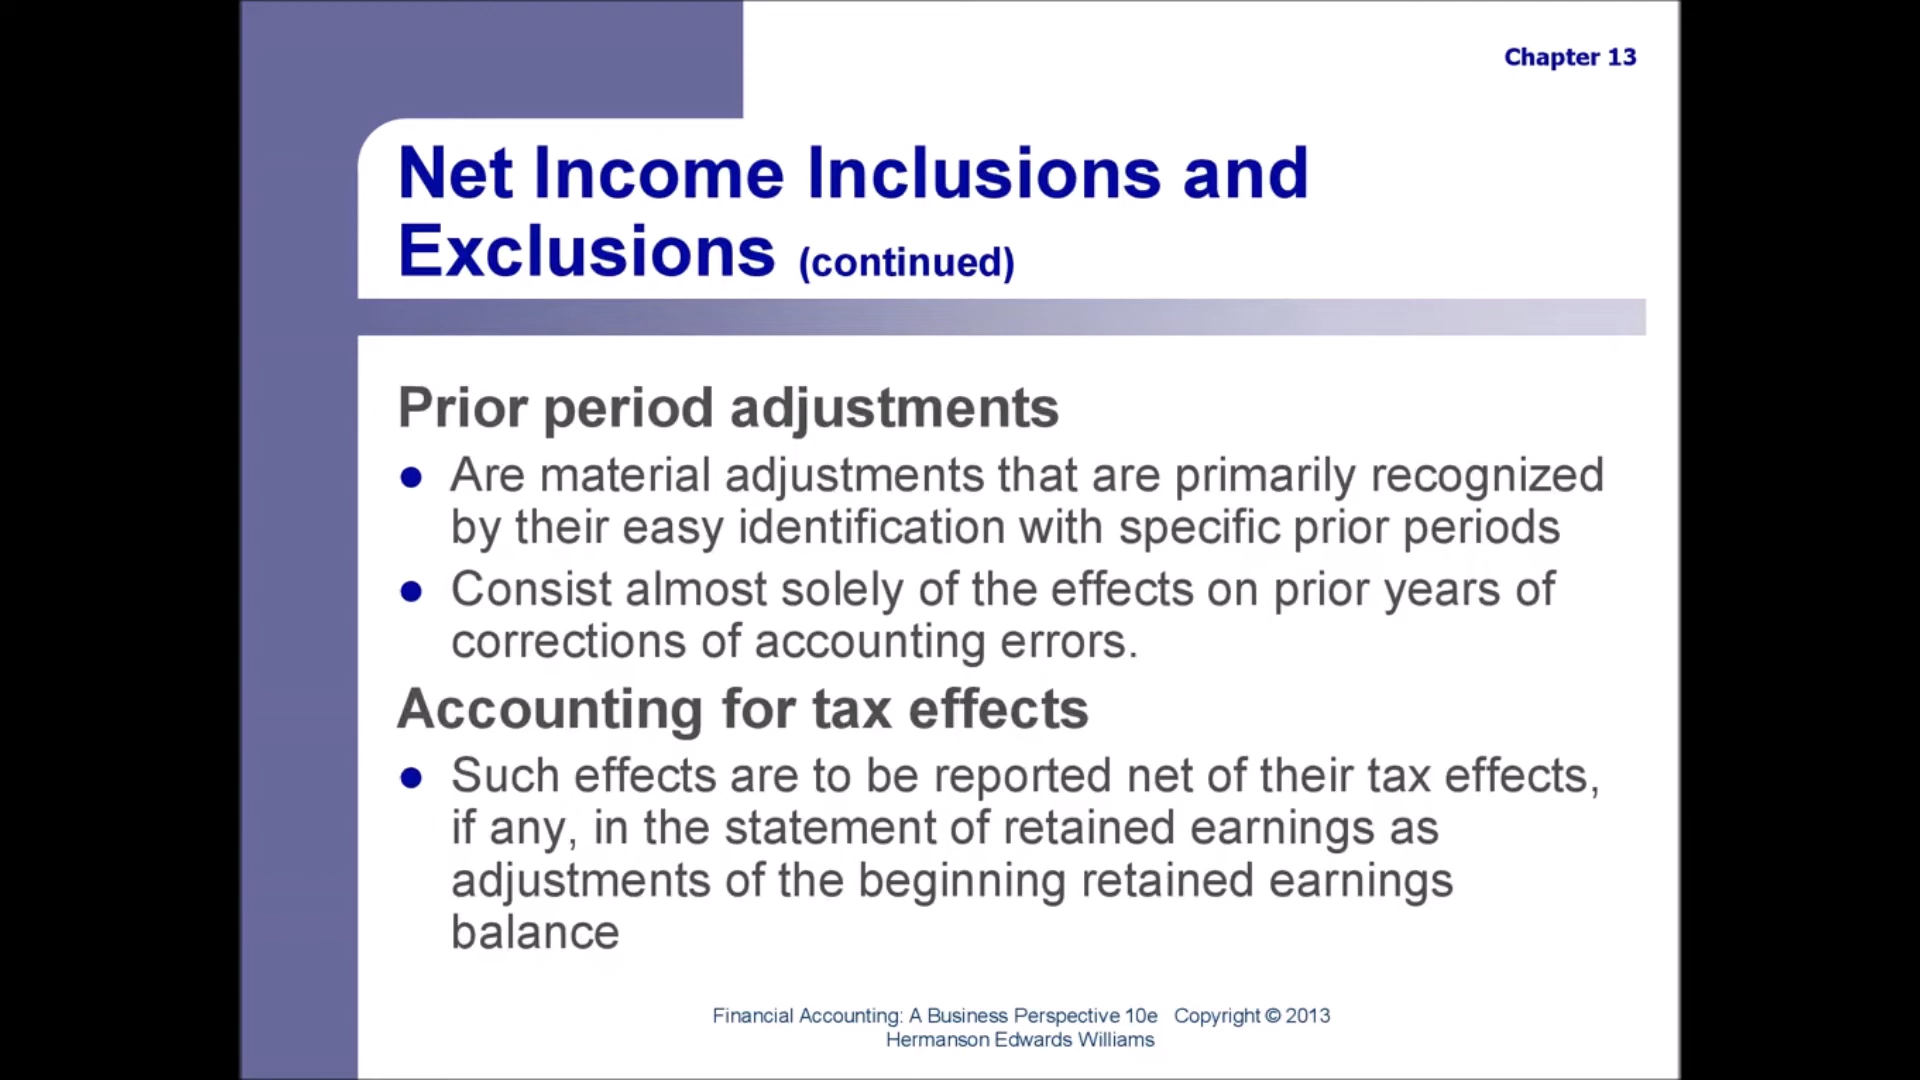 Chapter 13
Net Income Inclusions and
Exclusions (continued)
Prior period adjustments
● Are material adjustments that are primarily recognized
by their easy identification with specific prior periods
● Consist almost solely of the effects on prior years of
corrections of accounting errors.
Accounting for tax effects
● Such effects are to be reported net of their tax effects,
if any, in the statement of retained earnings as
adjustments of the beginning retained earnings
balance
Financial Accounting: A Business Perspective 10e Copyright © 2013
Hermanson Edwards Williams